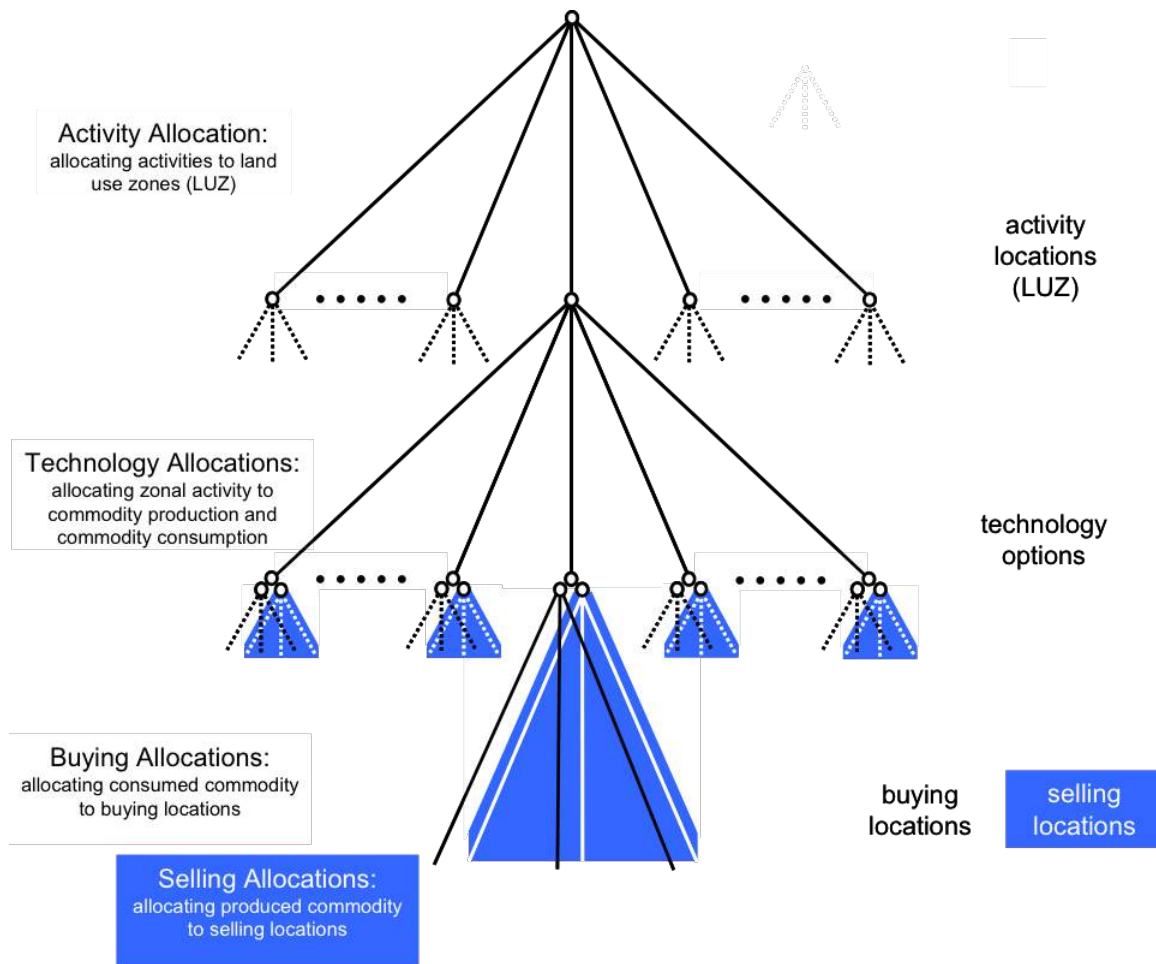 Activity Allocation:
allocating activities to land
use zones (LUZ)
activity
locations
(LUZ)
Technology Allocations:
allocating zonal activity to
commodity production and
commodity consumption
technology
options
Buying Allocations:
allocating consumed commodity
to buying locations
buying
locations
selling
locations
Selling Allocations:
allocating produced commodity
to selling locations